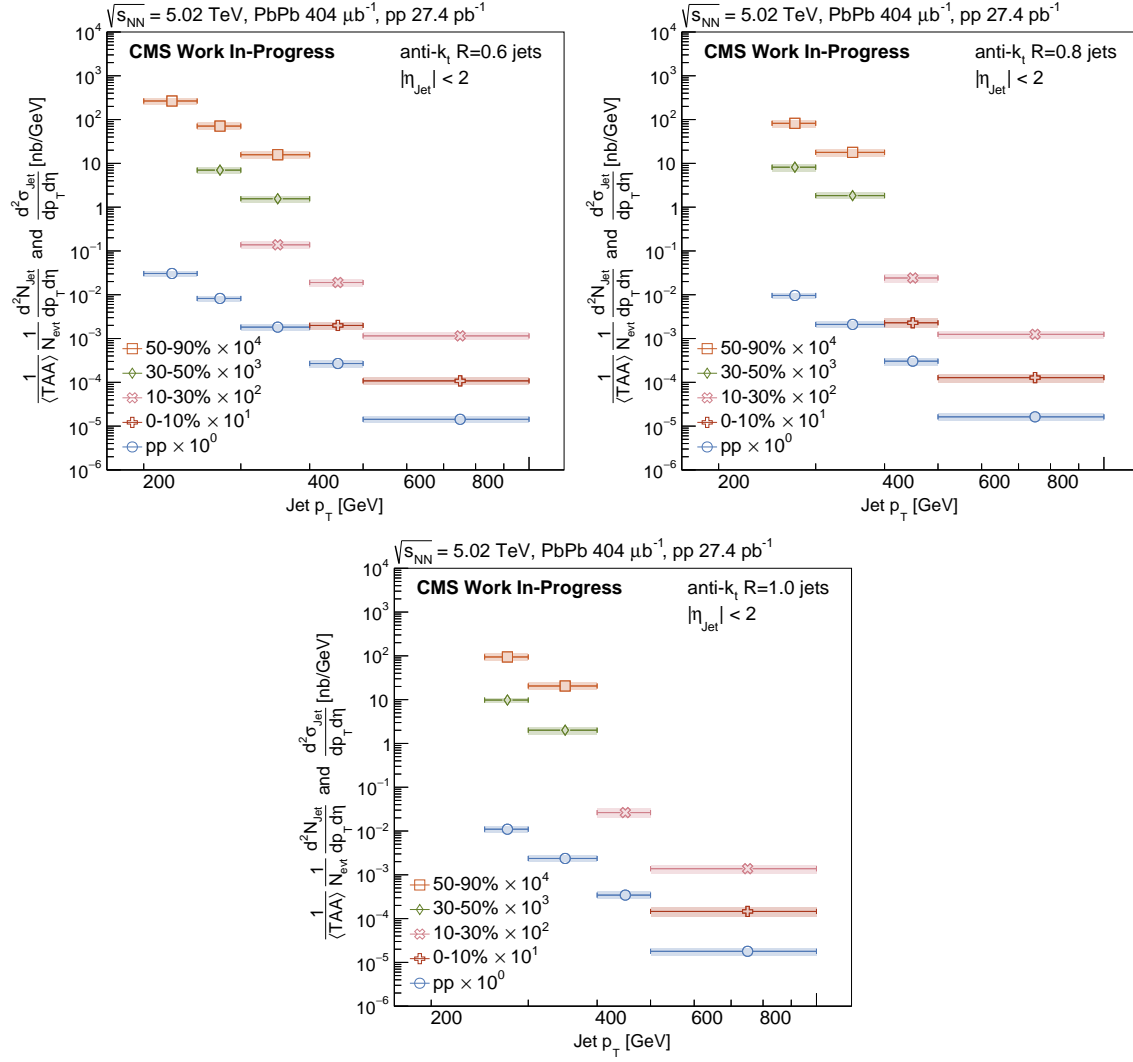 √s_NN = 5.02 TeV, PbPb 404 μb⁻¹, pp 27.4 pb⁻¹
CMS Work In-Progress
anti-k_t R=0.6 jets
|η_Jet| < 2
10⁴
10³
10²
10
1
10⁻¹
10⁻²
10⁻³
10⁻⁴
10⁻⁵
10⁻⁶
1/⟨TAA⟩ 1/N_evt d²N_Jet/dp_T dη and d²σ_Jet/dp_T dη [nb/GeV]
50-90% × 10⁴
30-50% × 10³
10-30% × 10²
0-10% × 10¹
pp × 10⁰
200 400 600 800
Jet p_T [GeV]
√s_NN = 5.02 TeV, PbPb 404 μb⁻¹, pp 27.4 pb⁻¹
CMS Work In-Progress
anti-k_t R=0.8 jets
|η_Jet| < 2
10⁴
10³
10²
10
1
10⁻¹
10⁻²
10⁻³
10⁻⁴
10⁻⁵
10⁻⁶
1/⟨TAA⟩ 1/N_evt d²N_Jet/dp_T dη and d²σ_Jet/dp_T dη [nb/GeV]
50-90% × 10⁴
30-50% × 10³
10-30% × 10²
0-10% × 10¹
pp × 10⁰
200 400 600 800
Jet p_T [GeV]
√s_NN = 5.02 TeV, PbPb 404 μb⁻¹, pp 27.4 pb⁻¹
CMS Work In-Progress
anti-k_t R=1.0 jets
|η_Jet| < 2
10⁴
10³
10²
10
1
10⁻¹
10⁻²
10⁻³
10⁻⁴
10⁻⁵
10⁻⁶
1/⟨TAA⟩ 1/N_evt d²N_Jet/dp_T dη and d²σ_Jet/dp_T dη [nb/GeV]
50-90% × 10⁴
30-50% × 10³
10-30% × 10²
0-10% × 10¹
pp × 10⁰
200 400 600 800
Jet p_T [GeV]